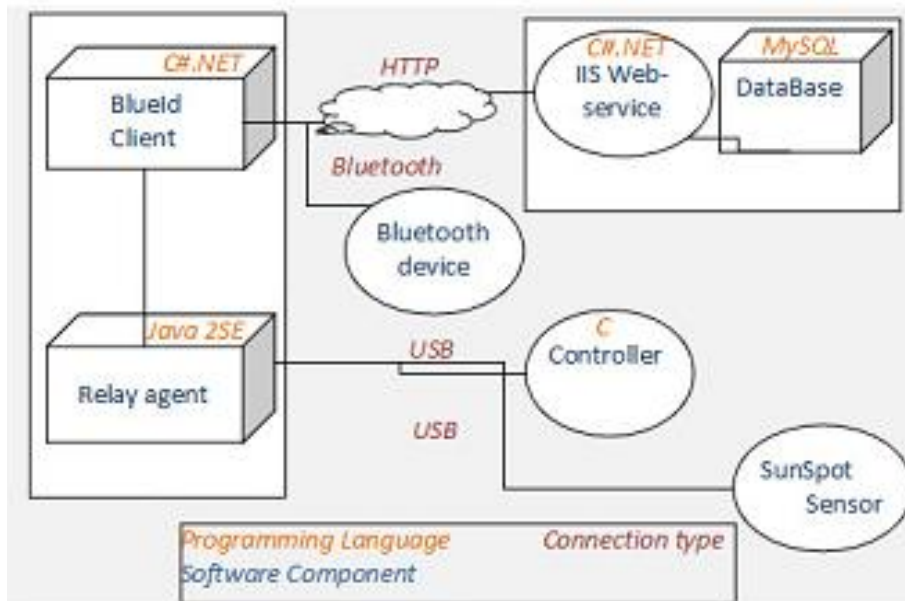 C#.NET
BlueId
Client
HTTP
C#.NET
IIS Web-
service
MySQL
DataBase
Bluetooth
Bluetooth
device
Java 2SE
Relay agent
USB
C
Controller
USB
SunSpot
Sensor
Programming Language Connection type
Software Component